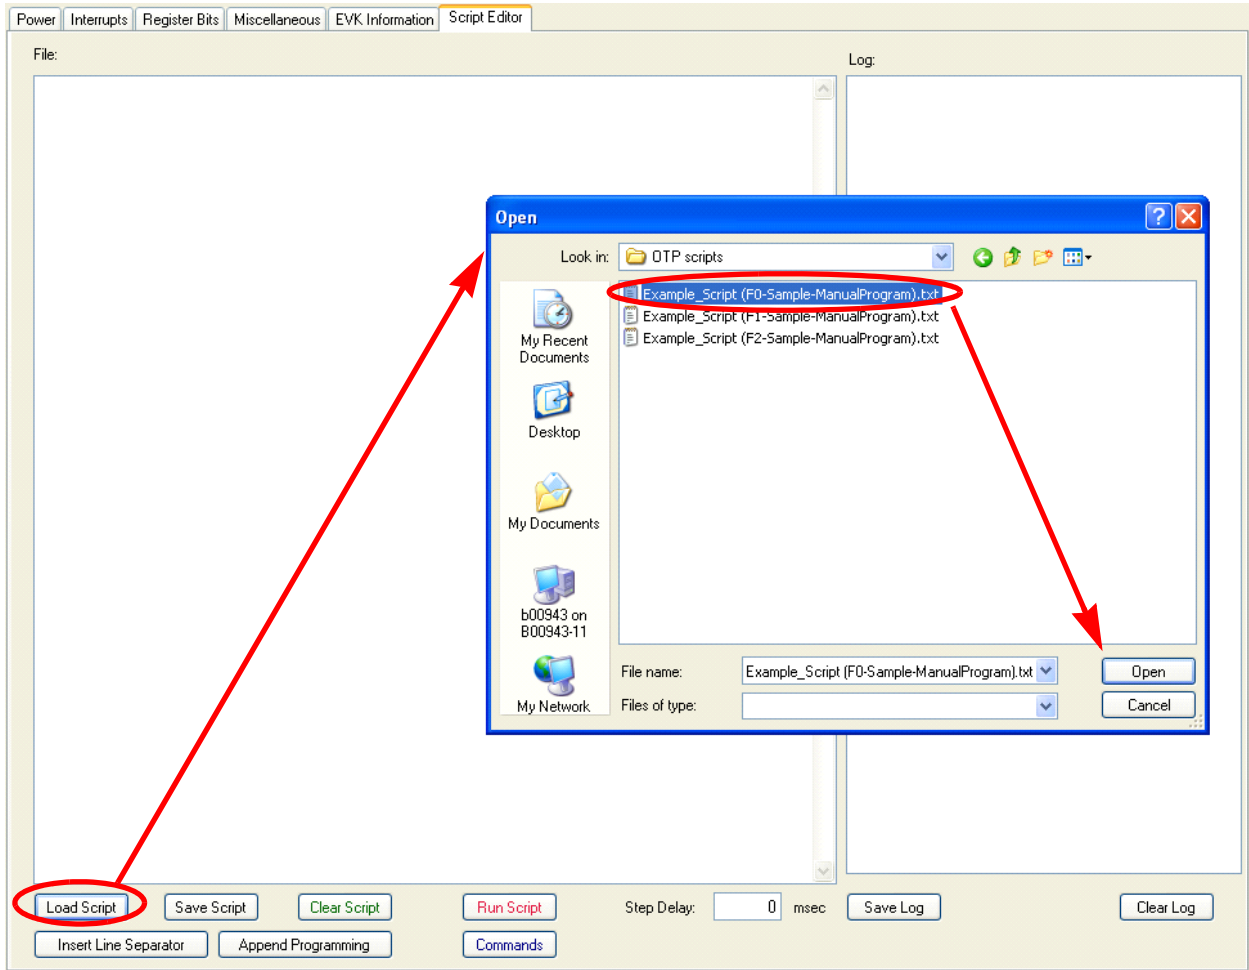 Power Interrupts Register Bits Miscellaneous EVK Information Script Editor
File:
Log:
Open
Look in: OTP scripts
Example_Script (F0-Sample-ManualProgram).txt
Example_Script (F1-Sample-ManualProgram).txt
Example_Script (F2-Sample-ManualProgram).txt
My Recent
Documents
Desktop
My Documents
b00943 on
B00943-11
My Network
File name: Example_Script (F0-Sample-ManualProgram).txt Open
Files of type: Cancel
Load Script Save Script Clear Script Run Script Step Delay: 0 msec Save Log Clear Log
Insert Line Separator Append Programming Commands